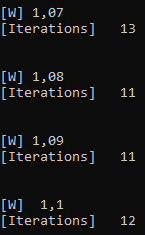 [W] 1,07
[Iterations] 13
[W] 1,08
[Iterations] 11
[W] 1,09
[Iterations] 11
[W] 1,1
[Iterations] 12